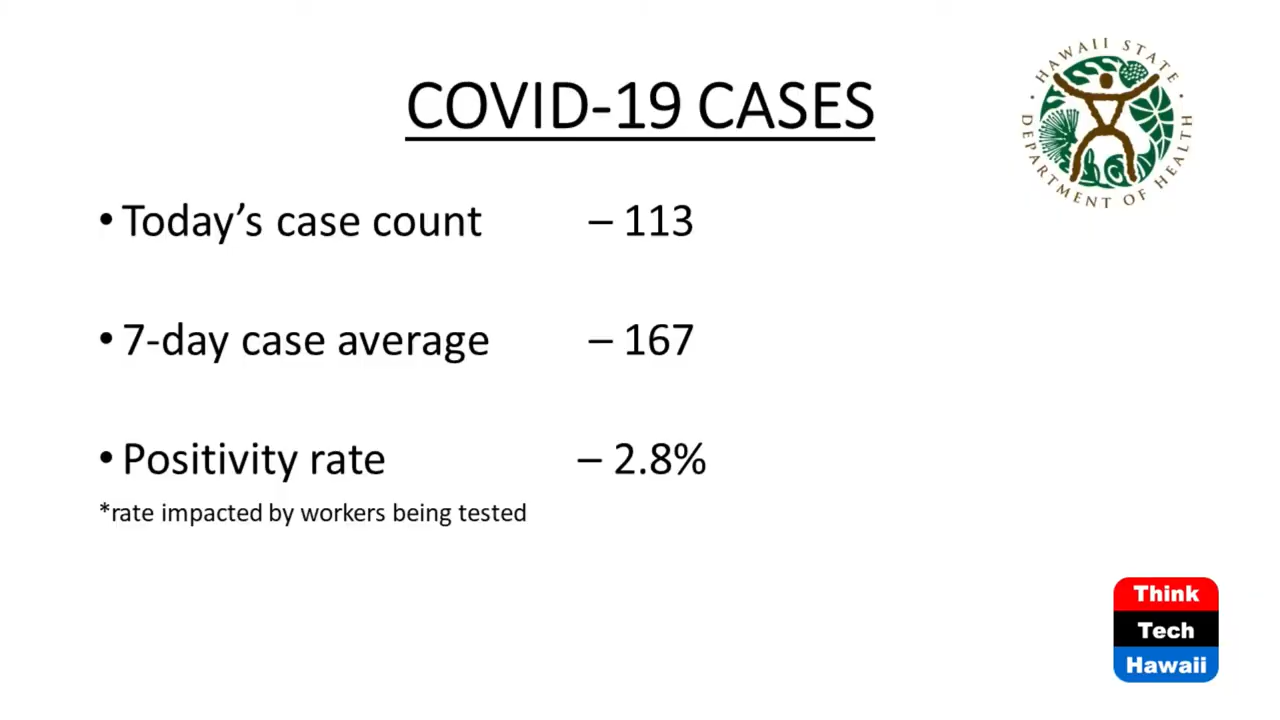 COVID-19 CASES
HAWAII STATE
DEPARTMENT OF HEALTH
• Today’s case count – 113
• 7-day case average – 167
• Positivity rate – 2.8%
*rate impacted by workers being tested
Think
Tech
Hawaii